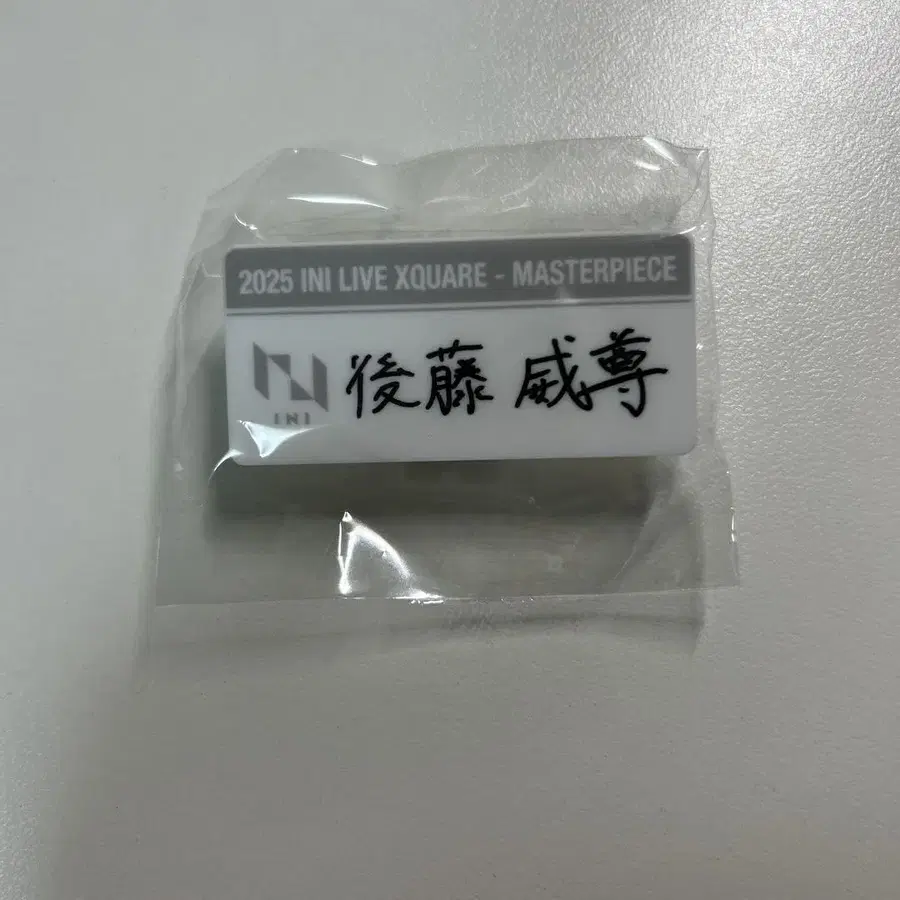 2025 INI LIVE XQUARE - MASTERPIECE
後藤 威尊
INI